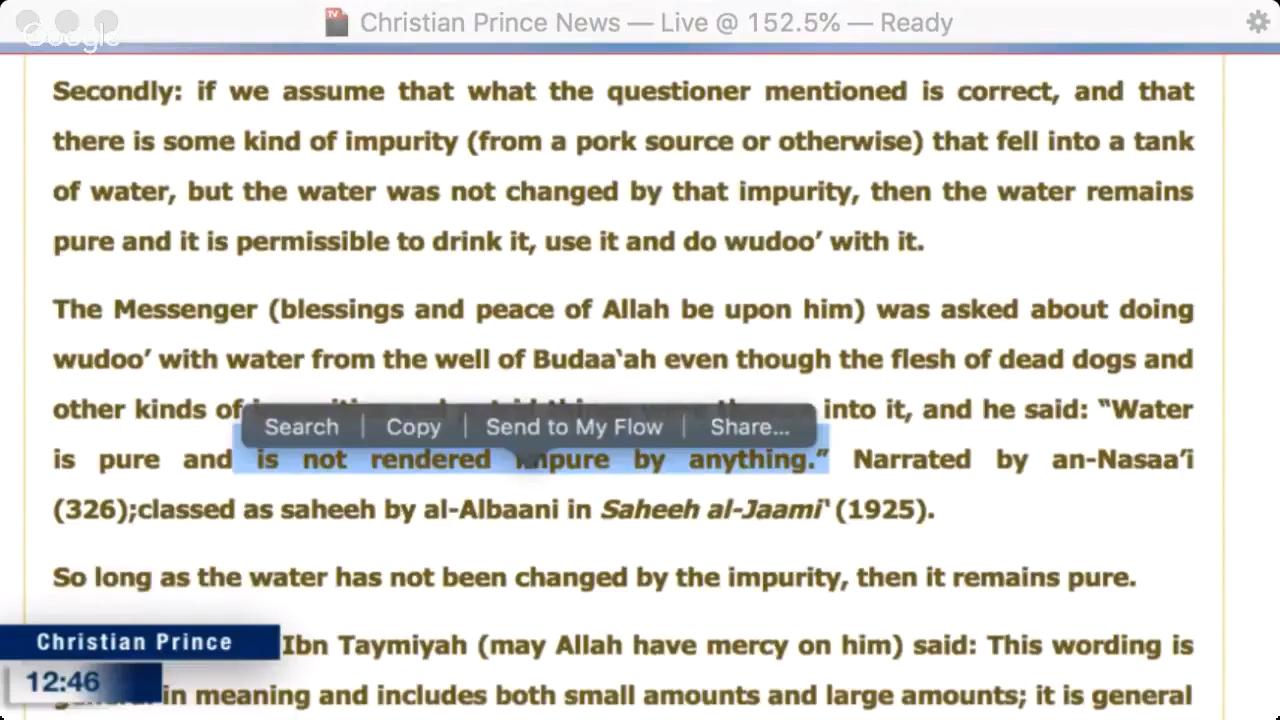 Christian Prince News — Live @ 152.5% — Ready
Google
Secondly: if we assume that what the questioner mentioned is correct, and that
there is some kind of impurity (from a pork source or otherwise) that fell into a tank
of water, but the water was not changed by that impurity, then the water remains
pure and it is permissible to drink it, use it and do wudoo’ with it.
The Messenger (blessings and peace of Allah be upon him) was asked about doing
wudoo’ with water from the well of Budaa‘ah even though the flesh of dead dogs and
other kinds of into it, and he said: “Water
Search Copy Send to My Flow Share...
is pure and is not rendered impure by anything.” Narrated by an-Nasaa’i
(326);classed as saheeh by al-Albaani in Saheeh al-Jaami‘ (1925).
So long as the water has not been changed by the impurity, then it remains pure.
Ibn Taymiyah (may Allah have mercy on him) said: This wording is
in meaning and includes both small amounts and large amounts; it is general
Christian Prince
12:46